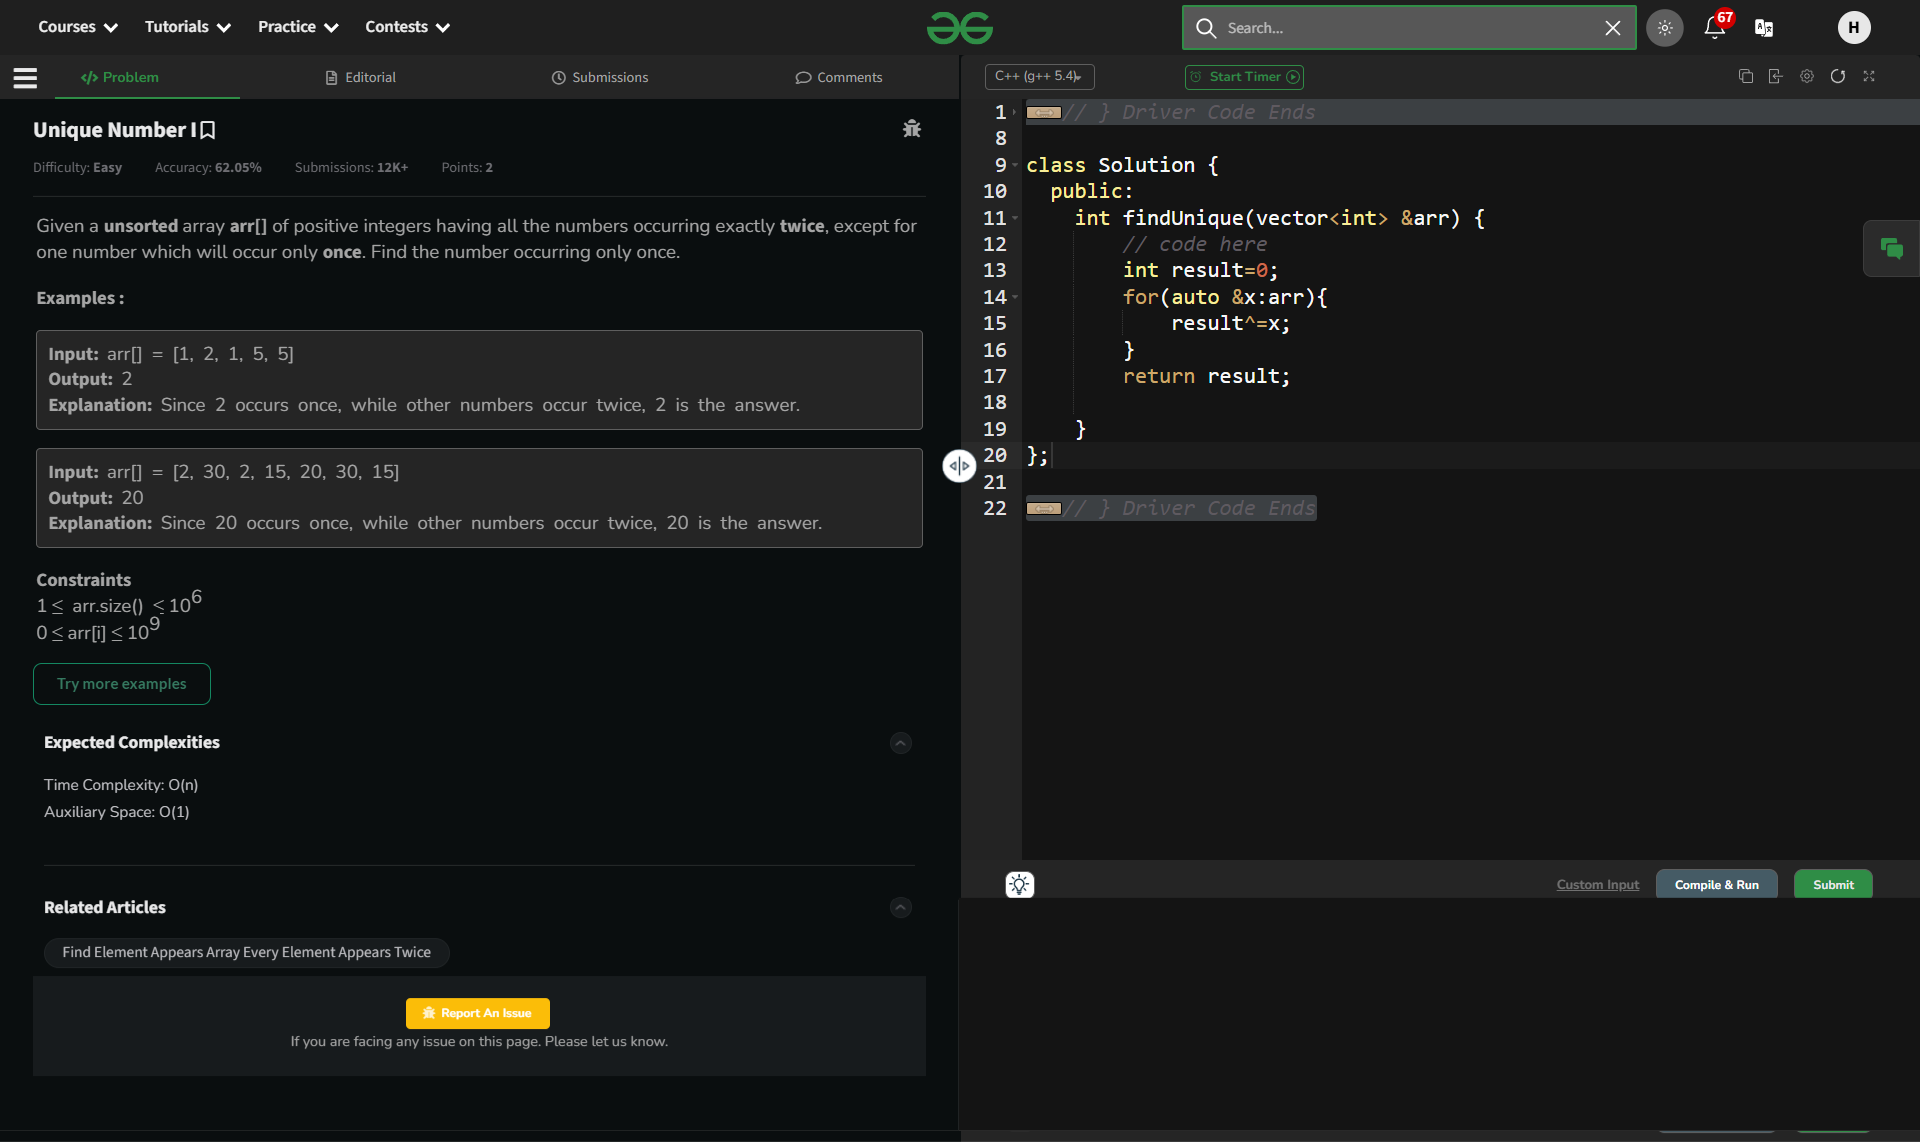 Courses Tutorials Practice Contests Search... 67 H
Problem Editorial Submissions Comments
Unique Number I
Difficulty: Easy Accuracy: 62.05% Submissions: 12K+ Points: 2
Given a unsorted array arr[] of positive integers having all the numbers occurring exactly twice, except for
one number which will occur only once. Find the number occurring only once.
Examples :
Input: arr[] = [1, 2, 1, 5, 5]
Output: 2
Explanation: Since 2 occurs once, while other numbers occur twice, 2 is the answer.
Input: arr[] = [2, 30, 2, 15, 20, 30, 15]
Output: 20
Explanation: Since 20 occurs once, while other numbers occur twice, 20 is the answer.
Constraints
1 ≤ arr.size() ≤ 10^6
0 ≤ arr[i] ≤ 10^9
Try more examples
Expected Complexities
Time Complexity: O(n)
Auxiliary Space: O(1)
Related Articles
Find Element Appears Array Every Element Appears Twice
Report An Issue
If you are facing any issue on this page. Please let us know.
C++ (g++ 5.4) Start Timer
1 // } Driver Code Ends
8
9 class Solution {
10 public:
11 int findUnique(vector<int> &arr) {
12 // code here
13 int result=0;
14 for(auto &x:arr){
15 result^=x;
16 }
17 return result;
18
19 }
20 };
21
22 // } Driver Code Ends
Custom Input Compile & Run Submit